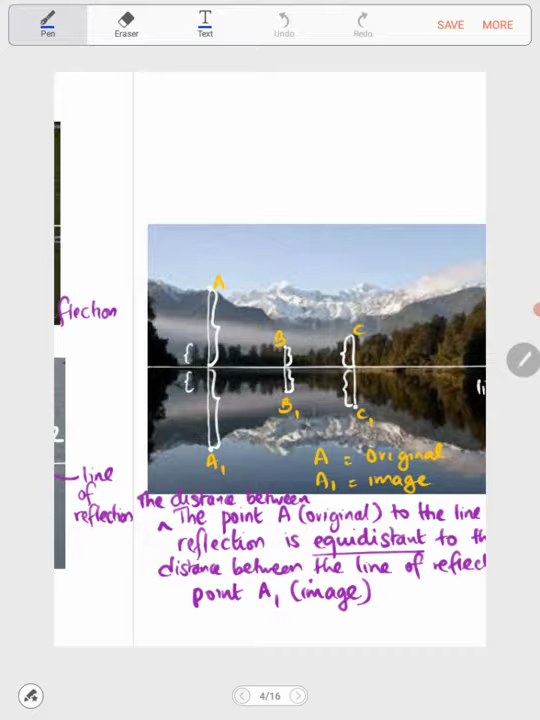 Pen
Eraser
Text
Undo
Redo
SAVE
MORE
flection
A
B
C
B1
C1
A1
A = Original
A1 = image
line
of
reflection
The distance between
^ The point A (original) to the line
reflection is equidistant to th
distance between the line of reflec
point A1 (image)
4/16